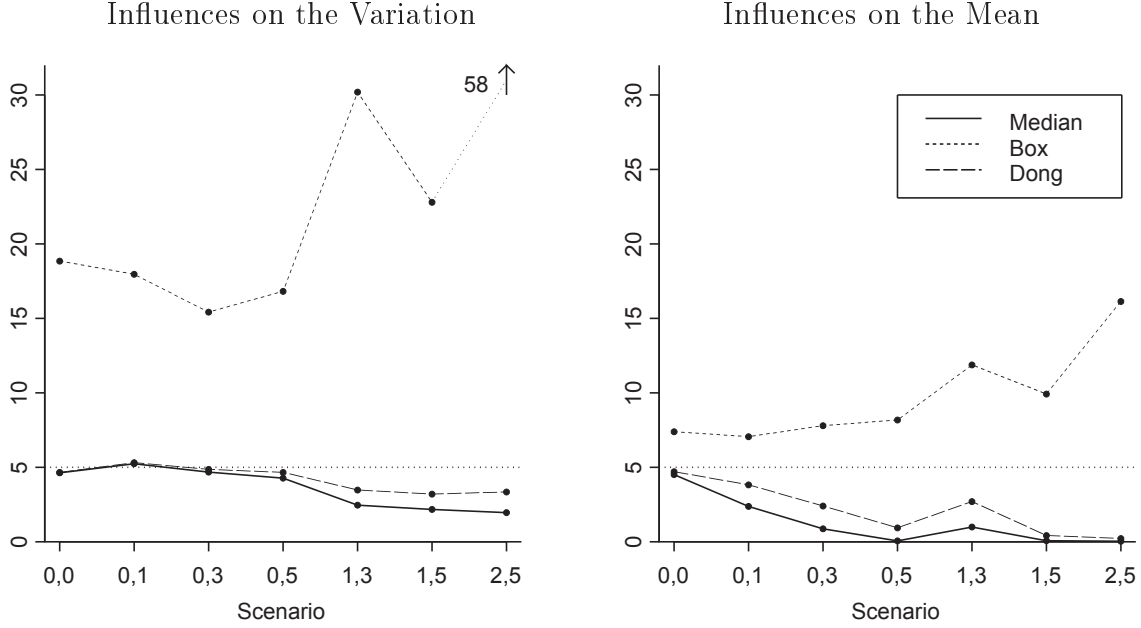 Influences on the Variation
58
30
25
20
15
10
5
0
0,0 0,1 0,3 0,5 1,3 1,5 2,5
Scenario
Influences on the Mean
Median
Box
Dong
30
25
20
15
10
5
0
0,0 0,1 0,3 0,5 1,3 1,5 2,5
Scenario